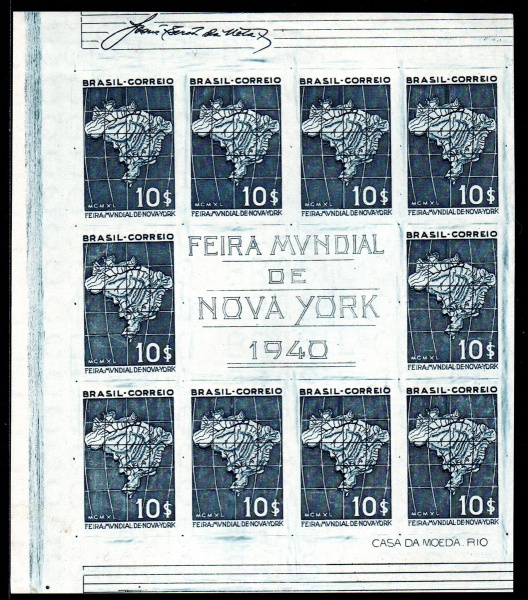 BRASIL-CORREIO BRASIL-CORREIO BRASIL-CORREIO BRASIL-CORREIO
MCMXL MCMXL MCMXL MCMXL
10$ 10$ 10$ 10$
FEIRA MVNDIAL DE NOVA YORK FEIRA MVNDIAL DE NOVA YORK FEIRA MVNDIAL DE NOVA YORK FEIRA MVNDIAL DE NOVA YORK
BRASIL-CORREIO
MCMXL
10$
FEIRA MVNDIAL DE NOVA YORK
FEIRA MVNDIAL
DE
NOVA YORK
1940
BRASIL-CORREIO
MCMXL
10$
FEIRA MVNDIAL DE NOVA YORK
BRASIL-CORREIO BRASIL-CORREIO BRASIL-CORREIO BRASIL-CORREIO
MCMXL MCMXL MCMXL MCMXL
10$ 10$ 10$ 10$
FEIRA MVNDIAL DE NOVA YORK FEIRA MVNDIAL DE NOVA YORK FEIRA MVNDIAL DE NOVA YORK FEIRA MVNDIAL DE NOVA YORK
CASA DA MOEDA. RIO